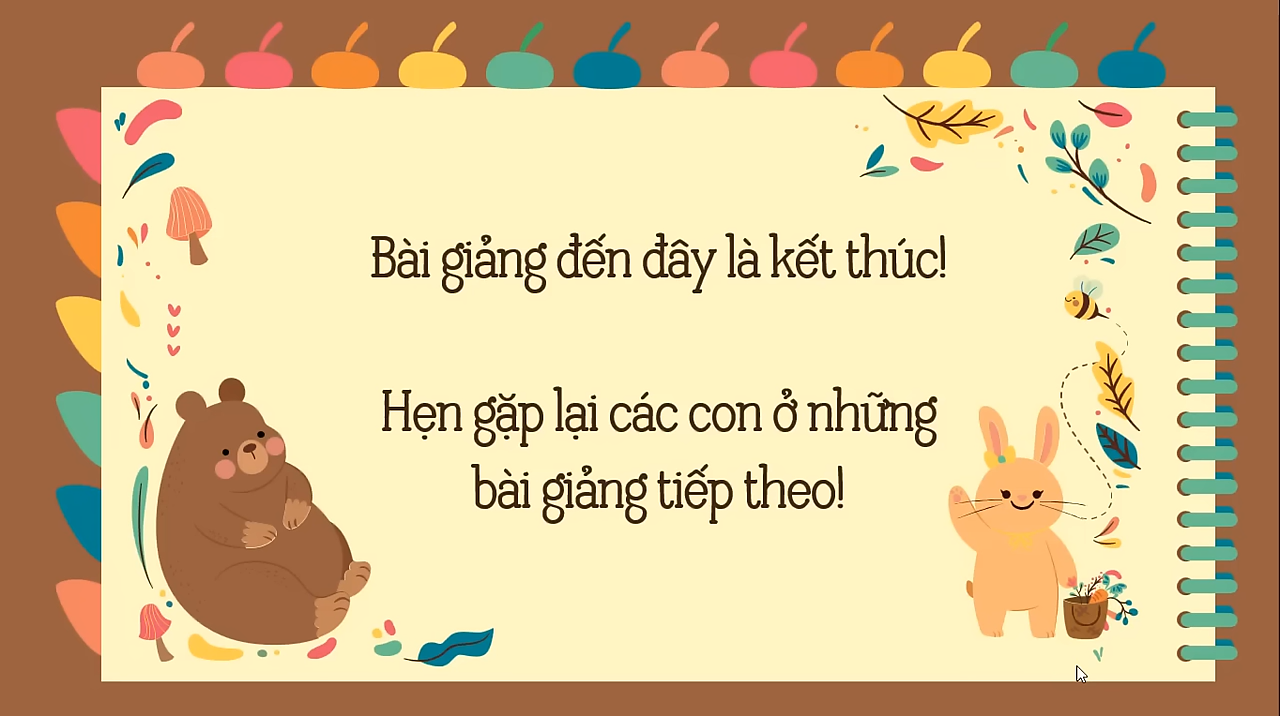 Bài giảng đến đây là kết thúc!
Hẹn gặp lại các con ở những
bài giảng tiếp theo!